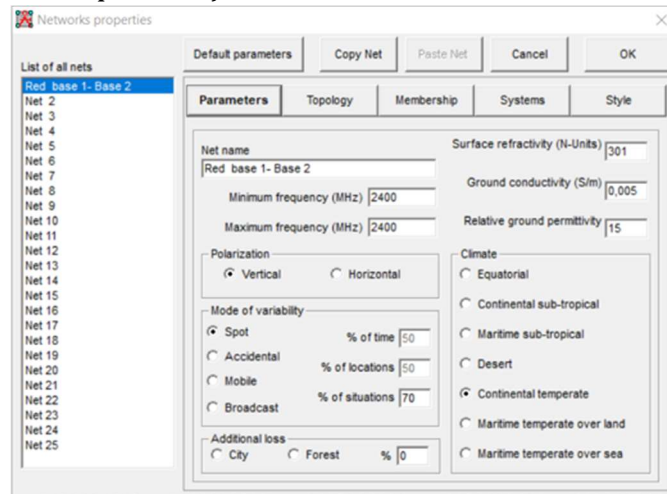 Networks properties
List of all nets
Default parameters Copy Net Paste Net Cancel OK
Red base 1- Base 2
Net 2
Net 3
Net 4
Net 5
Net 6
Net 7
Net 8
Net 9
Net 10
Net 11
Net 12
Net 13
Net 14
Net 15
Net 16
Net 17
Net 18
Net 19
Net 20
Net 21
Net 22
Net 23
Net 24
Net 25
Parameters Topology Membership Systems Style
Net name
Red base 1- Base 2
Minimum frequency (MHz) 2400
Maximum frequency (MHz) 2400
Polarization
Vertical Horizontal
Mode of variability
Spot
Accidental
Mobile
Broadcast
% of time 50
% of locations 50
% of situations 70
Additional loss
City Forest % 0
Surface refractivity (N-Units) 301
Ground conductivity (S/m) 0,005
Relative ground permittivity 15
Climate
Equatorial
Continental sub-tropical
Maritime sub-tropical
Desert
Continental temperate
Maritime temperate over land
Maritime temperate over sea